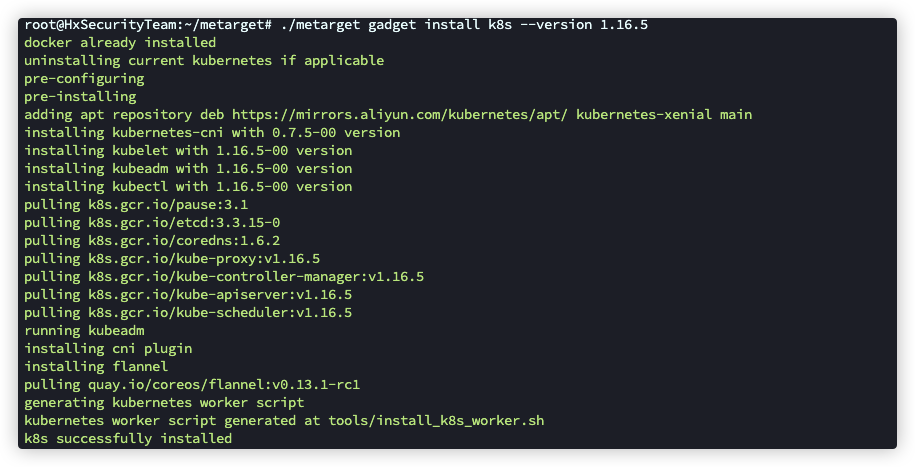 root@HxSecurityTeam:~/metarget# ./metarget gadget install k8s --version 1.16.5
docker already installed
uninstalling current kubernetes if applicable
pre-configuring
pre-installing
adding apt repository deb https://mirrors.aliyun.com/kubernetes/apt/ kubernetes-xenial main
installing kubernetes-cni with 0.7.5-00 version
installing kubelet with 1.16.5-00 version
installing kubeadm with 1.16.5-00 version
installing kubectl with 1.16.5-00 version
pulling k8s.gcr.io/pause:3.1
pulling k8s.gcr.io/etcd:3.3.15-0
pulling k8s.gcr.io/coredns:1.6.2
pulling k8s.gcr.io/kube-proxy:v1.16.5
pulling k8s.gcr.io/kube-controller-manager:v1.16.5
pulling k8s.gcr.io/kube-apiserver:v1.16.5
pulling k8s.gcr.io/kube-scheduler:v1.16.5
running kubeadm
installing cni plugin
installing flannel
pulling quay.io/coreos/flannel:v0.13.1-rc1
generating kubernetes worker script
kubernetes worker script generated at tools/install_k8s_worker.sh
k8s successfully installed